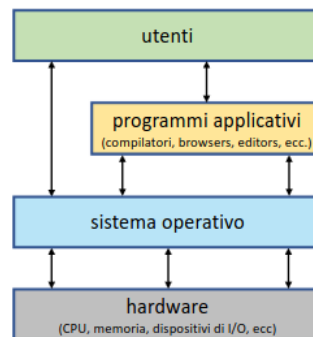 utenti
programmi applicativi
(compilatori, browsers, editors, ecc.)
sistema operativo
hardware
(CPU, memoria, dispositivi di I/O, ecc)